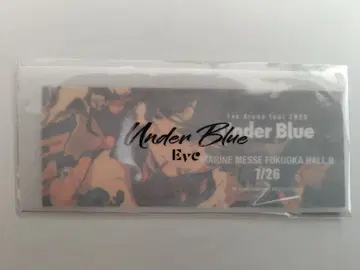 Eve Arena Tour 2023
Under Blue
Under Blue
Eve
MARINE MESSE FUKUOKA HALL B
7/26